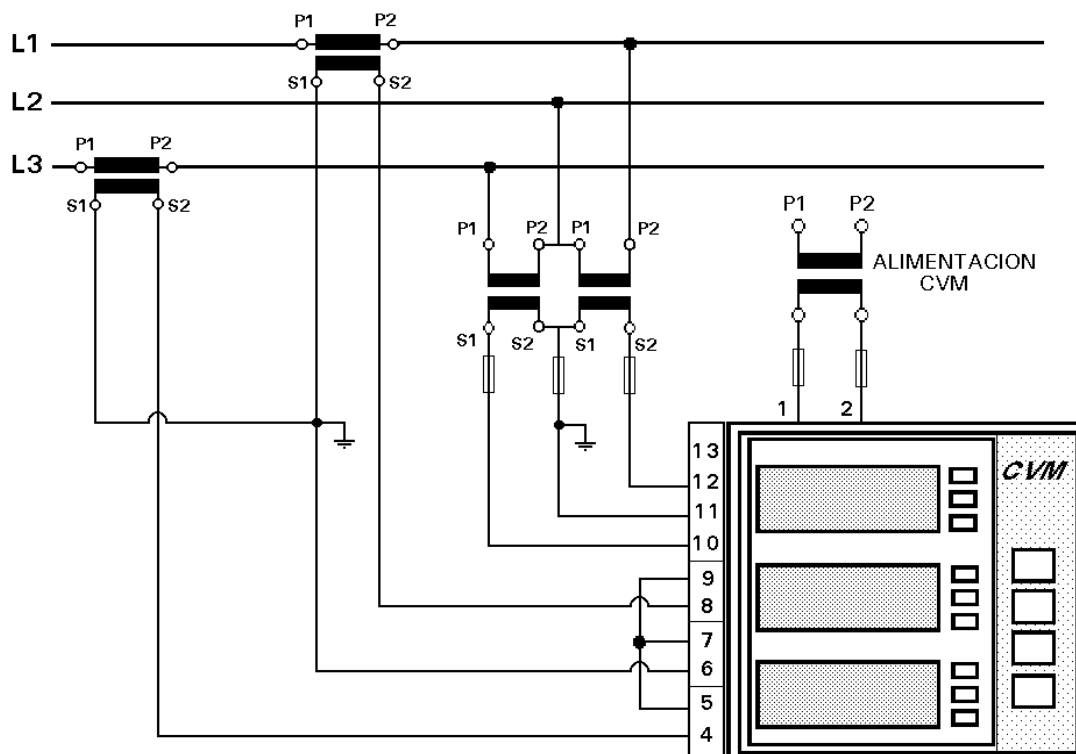 P1 P2
L1
S1 S2
L2
P1 P2
L3
S1 S2
P1 P2 P1 P2
P1 P2
ALIMENTACION
CVM
S1 S2 S1 S2
1 2
13
12
11
10
9
8
7
6
5
4
CVM